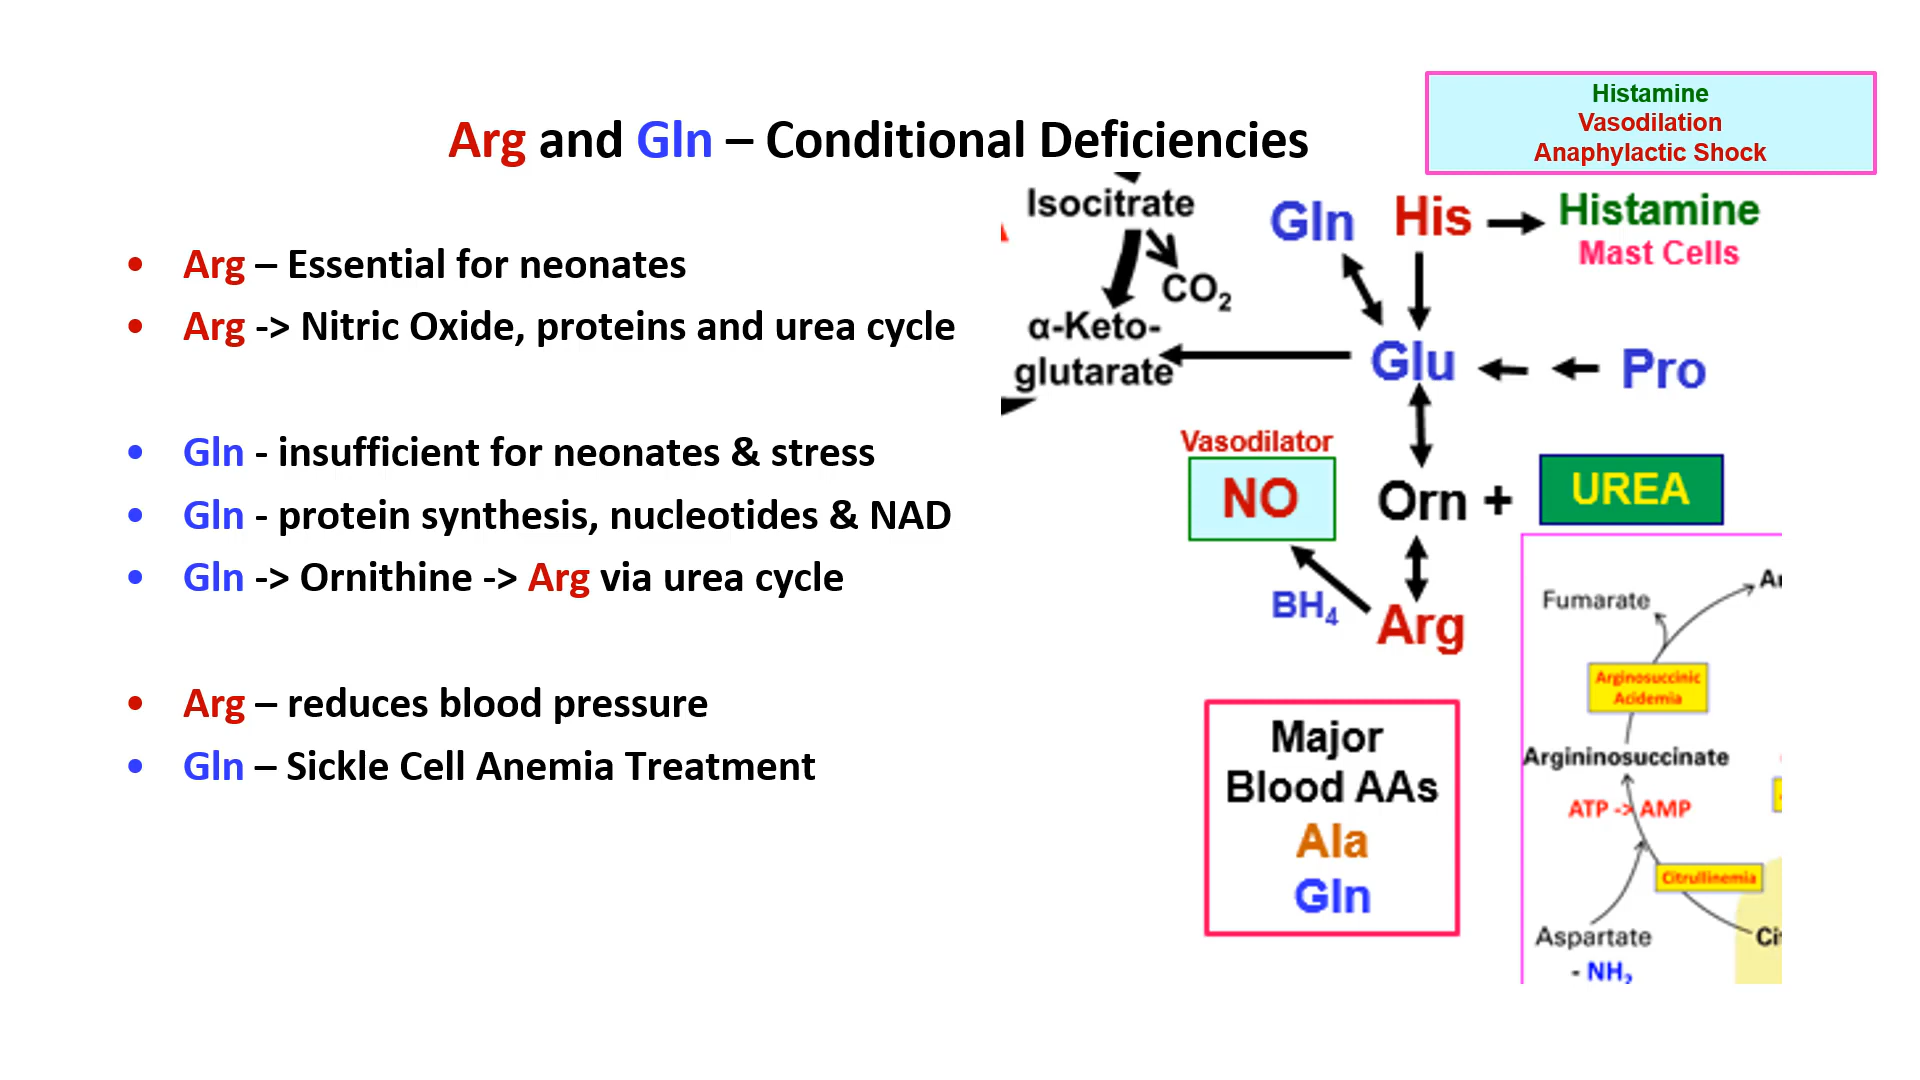 Histamine
Vasodilation
Anaphylactic Shock
Arg and Gln – Conditional Deficiencies
• Arg – Essential for neonates
• Arg -> Nitric Oxide, proteins and urea cycle
• Gln - insufficient for neonates & stress
• Gln - protein synthesis, nucleotides & NAD
• Gln -> Ornithine -> Arg via urea cycle
• Arg – reduces blood pressure
• Gln – Sickle Cell Anemia Treatment
Isocitrate
CO₂
α-Keto-
glutarate
Gln
His
Histamine
Mast Cells
Glu
Pro
Vasodilator
NO
Orn +
UREA
BH₄
Arg
Major
Blood AAs
Ala
Gln
Fumarate
Arginosuccinic
Acidemia
Argininosuccinate
ATP -> AMP
Citrullinemia
Aspartate
- NH₂